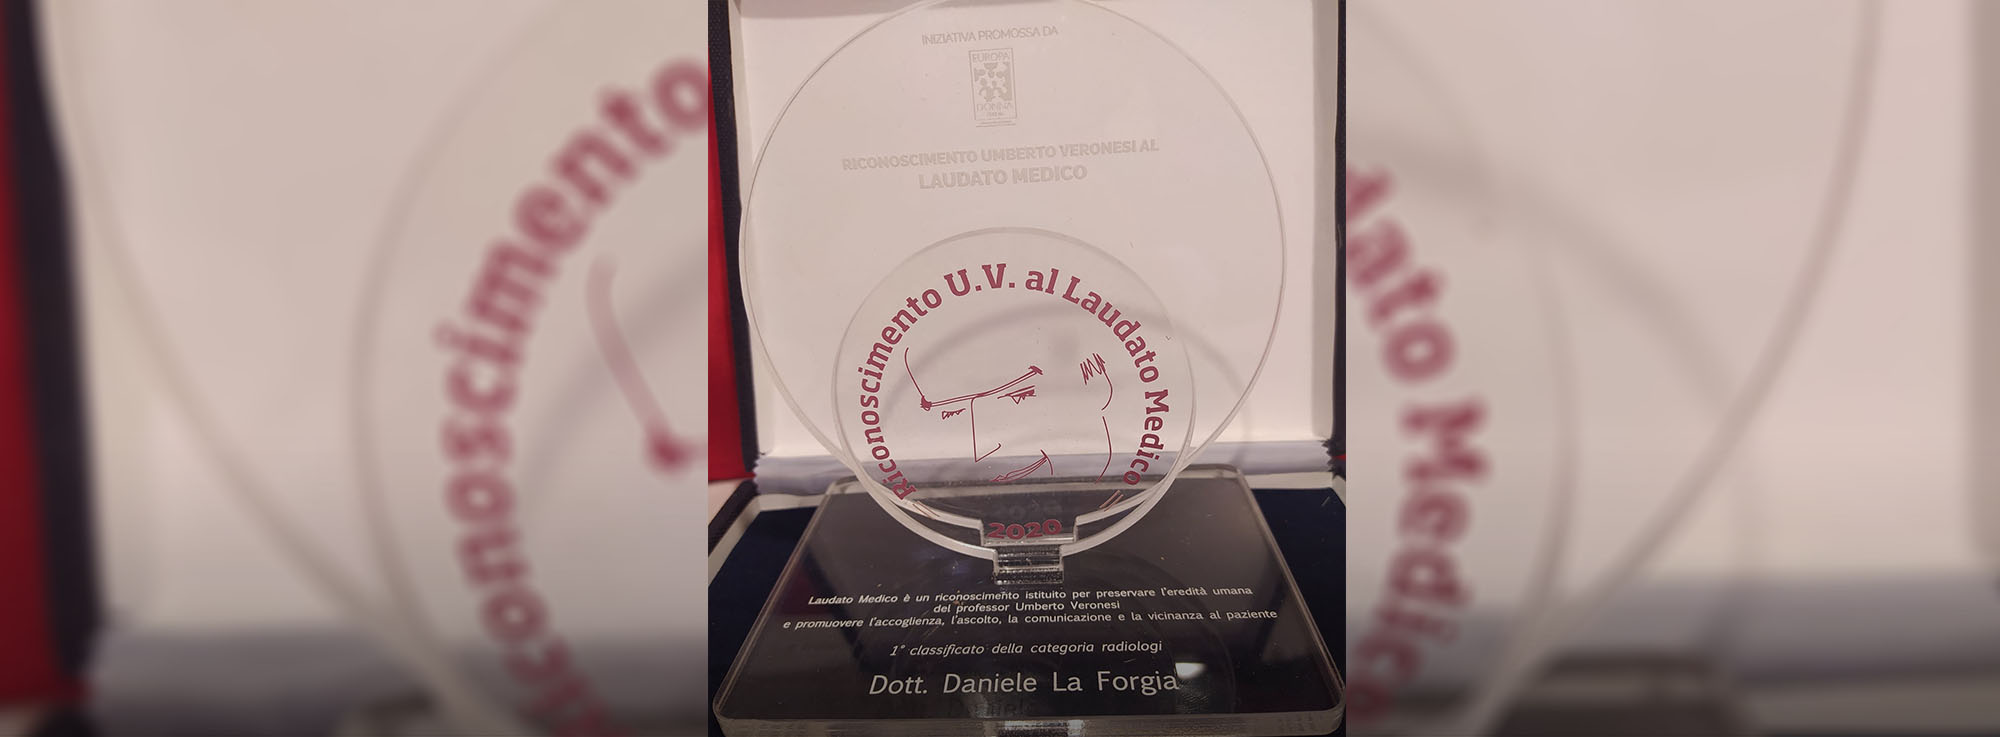 INIZIATIVA PROMOSSA DA
EUROPA
DONNA
RICONOSCIMENTO UMBERTO VERONESI AL
LAUDATO MEDICO
Riconoscimento U.V. al Laudato Medico
2020
Laudato Medico è un riconoscimento istituito per preservare l'eredità umana
del professor Umberto Veronesi
e promuovere l'accoglienza, l'ascolto, la comunicazione e la vicinanza al paziente
1° classificato della categoria radiologi
Dott. Daniele La Forgia